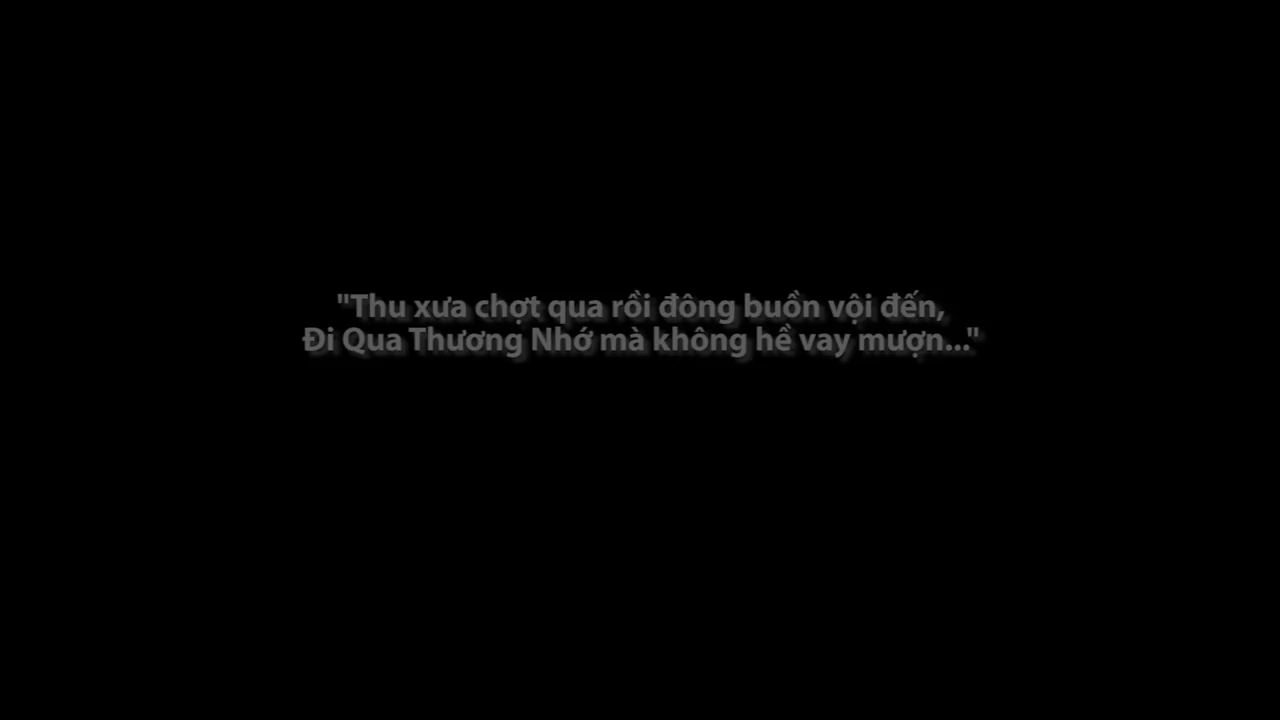 "Thu xưa chợt qua rồi đông buồn vội đến,
Đi Qua Thương Nhớ mà không hề vay mượn..."